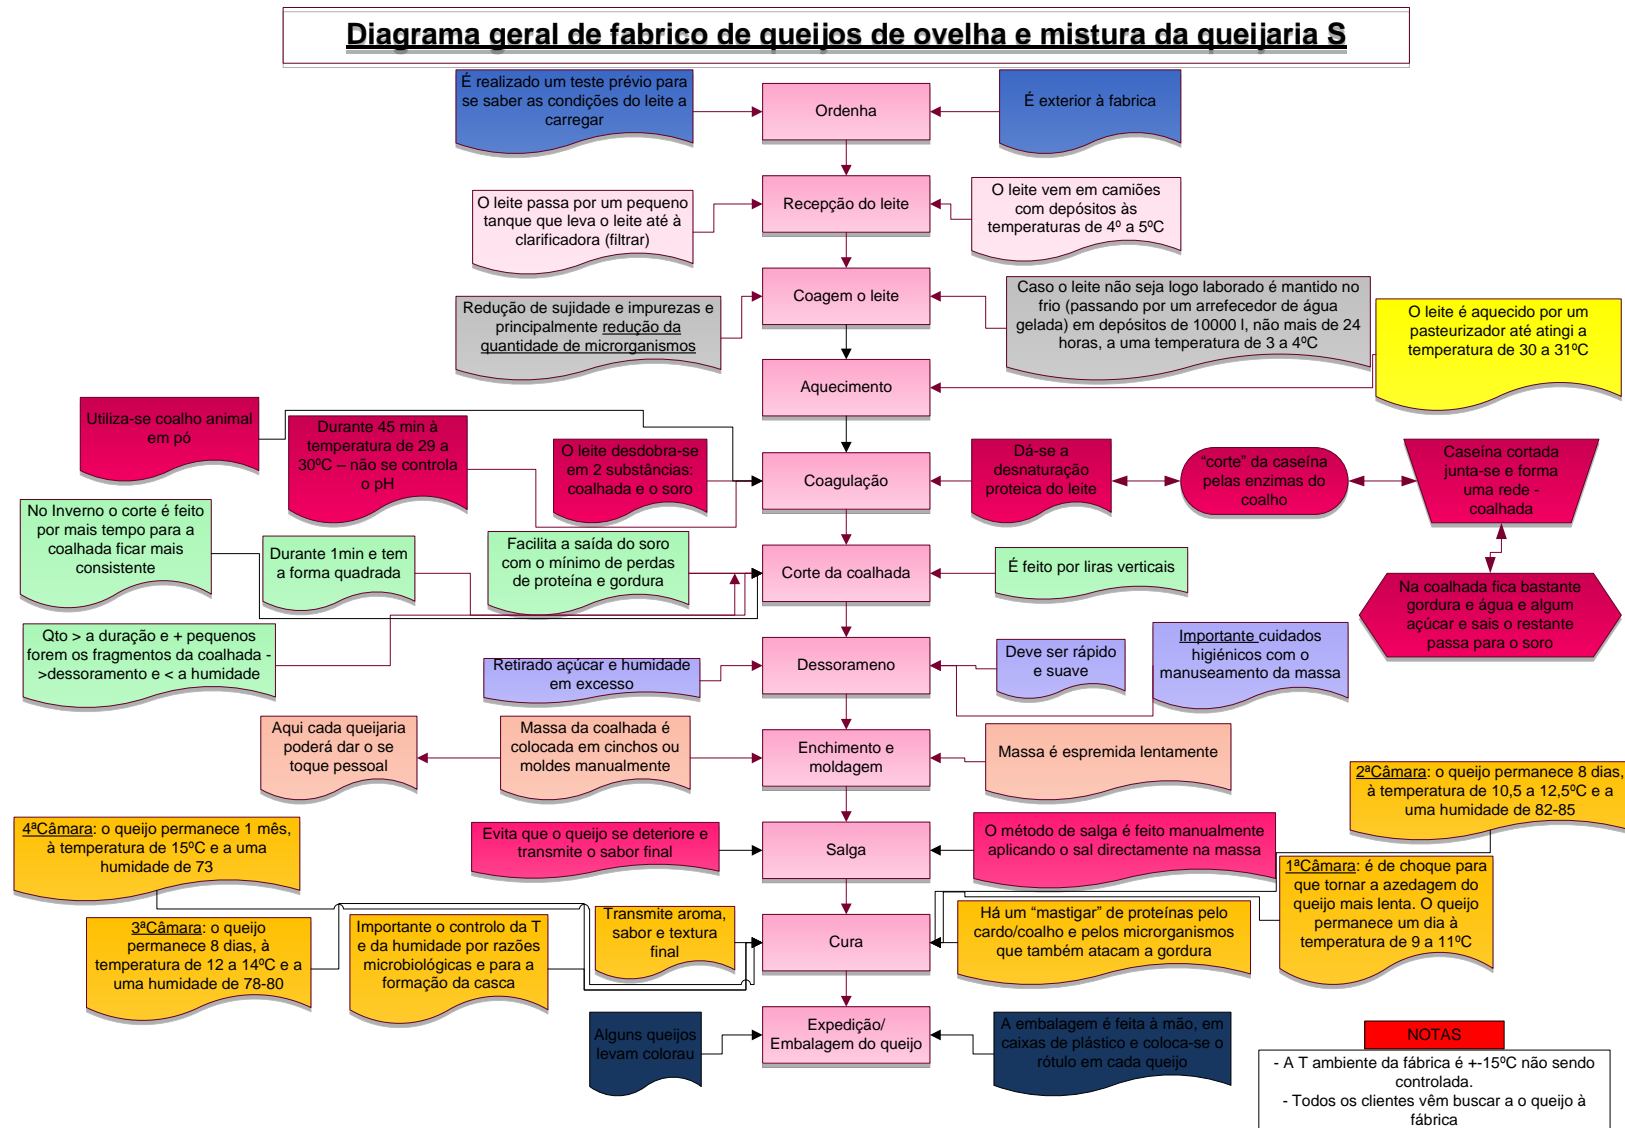 Diagrama geral de fabrico de queijos de ovelha e mistura da queijaria S
É realizado um teste prévio para
se saber as condições do leite a
carregar
Ordenha
É exterior à fabrica
O leite passa por um pequeno
tanque que leva o leite até à
clarificadora (filtrar)
Recepção do leite
O leite vem em camiões
com depósitos às
temperaturas de 4º a 5ºC
Redução de sujidade e impurezas e
principalmente redução da
quantidade de microrganismos
Coagem o leite
Caso o leite não seja logo laborado é mantido no
frio (passando por um arrefecedor de água
gelada) em depósitos de 10000 l, não mais de 24
horas, a uma temperatura de 3 a 4ºC
O leite é aquecido por um
pasteurizador até atingi a
temperatura de 30 a 31ºC
Aquecimento
Utiliza-se coalho animal
em pó
Durante 45 min à
temperatura de 29 a
30ºC – não se controla
o pH
O leite desdobra-se
em 2 substâncias:
coalhada e o soro
Coagulação
Dá-se a
desnaturação
proteica do leite
“corte” da caseína
pelas enzimas do
coalho
Caseína cortada
junta-se e forma
uma rede -
coalhada
No Inverno o corte é feito
por mais tempo para a
coalhada ficar mais
consistente
Durante 1min e tem
a forma quadrada
Facilita a saída do soro
com o mínimo de perdas
de proteína e gordura
Corte da coalhada
É feito por liras verticais
Na coalhada fica bastante
gordura e água e algum
açúcar e sais o restante
passa para o soro
Qto > a duração e + pequenos
forem os fragmentos da coalhada -
>dessoramento e < a humidade
Retirado açúcar e humidade
em excesso
Dessorameno
Deve ser rápido
e suave
Importante cuidados
higiénicos com o
manuseamento da massa
Aqui cada queijaria
poderá dar o se
toque pessoal
Massa da coalhada é
colocada em cinchos ou
moldes manualmente
Enchimento e
moldagem
Massa é espremida lentamente
2ªCâmara: o queijo permanece 8 dias,
à temperatura de 10,5 a 12,5ºC e a
uma humidade de 82-85
4ªCâmara: o queijo permanece 1 mês,
à temperatura de 15ºC e a uma
humidade de 73
Evita que o queijo se deteriore e
transmite o sabor final
Salga
O método de salga é feito manualmente
aplicando o sal directamente na massa
1ªCâmara: é de choque para
que tornar a azedagem do
queijo mais lenta. O queijo
permanece um dia à
temperatura de 9 a 11ºC
3ªCâmara: o queijo
permanece 8 dias, à
temperatura de 12 a 14ºC e a
uma humidade de 78-80
Importante o controlo da T
e da humidade por razões
microbiológicas e para a
formação da casca
Transmite aroma,
sabor e textura
final
Cura
Há um “mastigar” de proteínas pelo
cardo/coalho e pelos microrganismos
que também atacam a gordura
Alguns queijos
levam colorau
Expedição/
Embalagem do queijo
A embalagem é feita à mão, em
caixas de plástico e coloca-se o
rótulo em cada queijo
NOTAS
- A T ambiente da fábrica é +-15ºC não sendo
controlada.
- Todos os clientes vêm buscar a o queijo à
fábrica